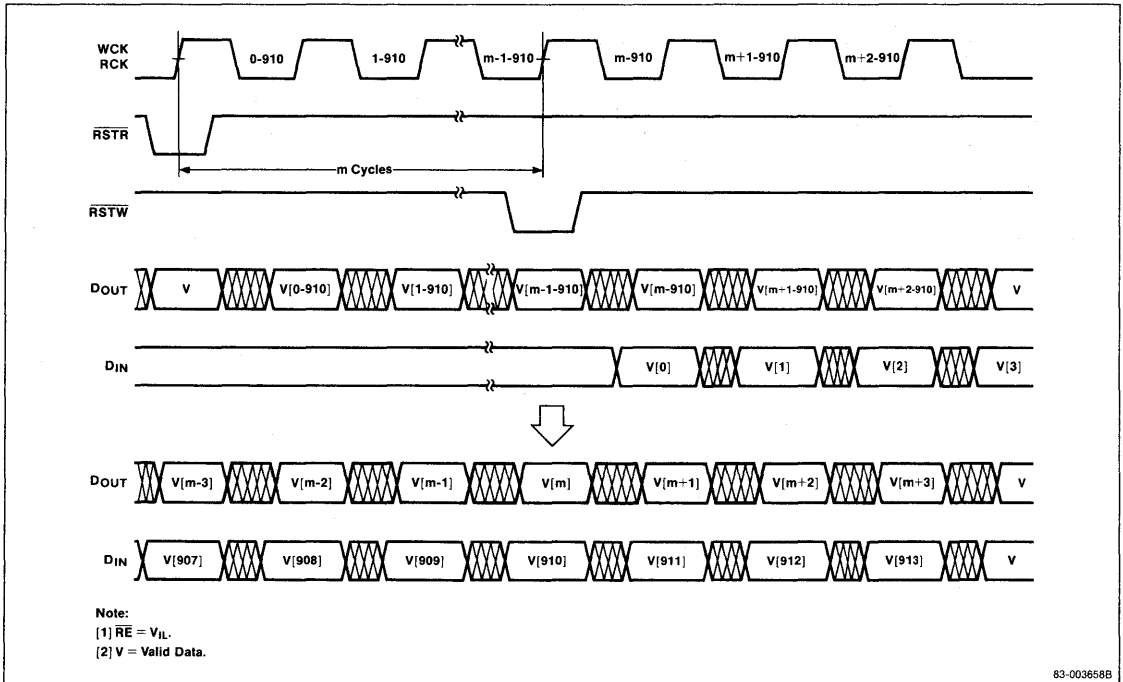 WCK
RCK
0-910 1-910 m-1-910 m-910 m+1-910 m+2-910
RSTR
m Cycles
RSTW
DOUT V V[0-910] V[1-910] V[m-1-910] V[m-910] V[m+1-910] V[m+2-910] V
DIN V[0] V[1] V[2] V[3]
DOUT V[m-3] V[m-2] V[m-1] V[m] V[m+1] V[m+2] V[m+3] V
DIN V[907] V[908] V[909] V[910] V[911] V[912] V[913] V
Note:
[1] RE = VIL.
[2] V = Valid Data.
83-003658B